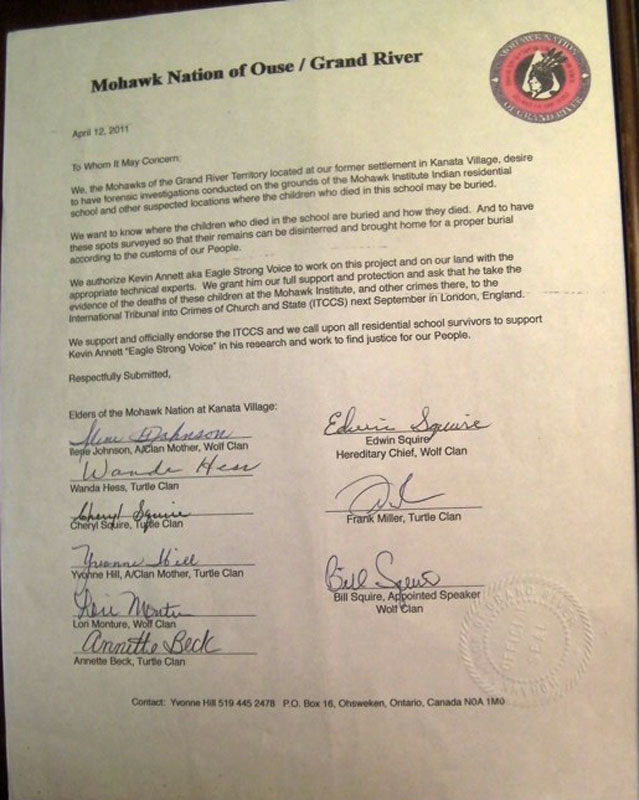 Mohawk Nation of Ouse / Grand River
MOHAWK NATION
OF GRAND RIVER
April 12, 2011
To Whom It May Concern:
We, the Mohawks of the Grand River Territory located at our former settlement in Kanata Village, desire
to have forensic investigations conducted on the grounds of the Mohawk Institute Indian residential
school and other suspected locations where the children who died in this school may be buried.
We want to know where the children who died in the school are buried and how they died. And to have
these spots surveyed so that their remains can be disinterred and brought home for a proper burial
according to the customs of our People.
We authorize Kevin Annett aka Eagle Strong Voice to work on this project and on our land with the
appropriate technical experts. We grant him our full support and protection and ask that he take the
evidence of the deaths of these children at the Mohawk Institute, and other crimes there, to the
International Tribunal into Crimes of Church and State (ITCCS) next September in London, England.
We support and officially endorse the ITCCS and we call upon all residential school survivors to support
Kevin Annett "Eagle Strong Voice" in his research and work to find justice for our People.
Respectfully Submitted,
Elders of the Mohawk Nation at Kanata Village:
Johnson, A/Clan Mother, Wolf Clan
Wanda Hess
Wanda Hess, Turtle Clan
Cheryl Squire
Cheryl Squire, Turtle Clan
Yvonne Hill
Yvonne Hill, A/Clan Mother, Turtle Clan
Lori Monture
Lori Monture, Wolf Clan
Annette Beck
Annette Beck, Turtle Clan
Edwin Squire
Edwin Squire
Hereditary Chief, Wolf Clan
Frank Miller, Turtle Clan
Bill Squire
Bill Squire, Appointed Speaker
Wolf Clan
GRAND RIVER
Contact: Yvonne Hill 519 445 2478 P.O. Box 16, Ohsweken, Ontario, Canada N0A 1M0